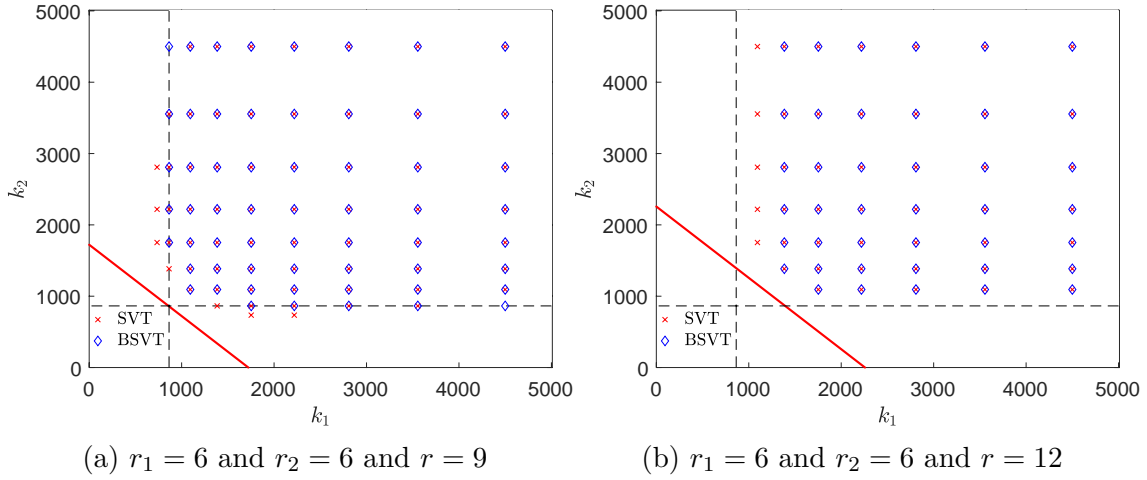 5000
4000
3000
2000
1000
0
k₂
SVT
BSVT
0 1000 2000 3000 4000 5000
k₁
(a) r₁ = 6 and r₂ = 6 and r = 9
5000
4000
3000
2000
1000
0
k₂
SVT
BSVT
0 1000 2000 3000 4000 5000
k₁
(b) r₁ = 6 and r₂ = 6 and r = 12